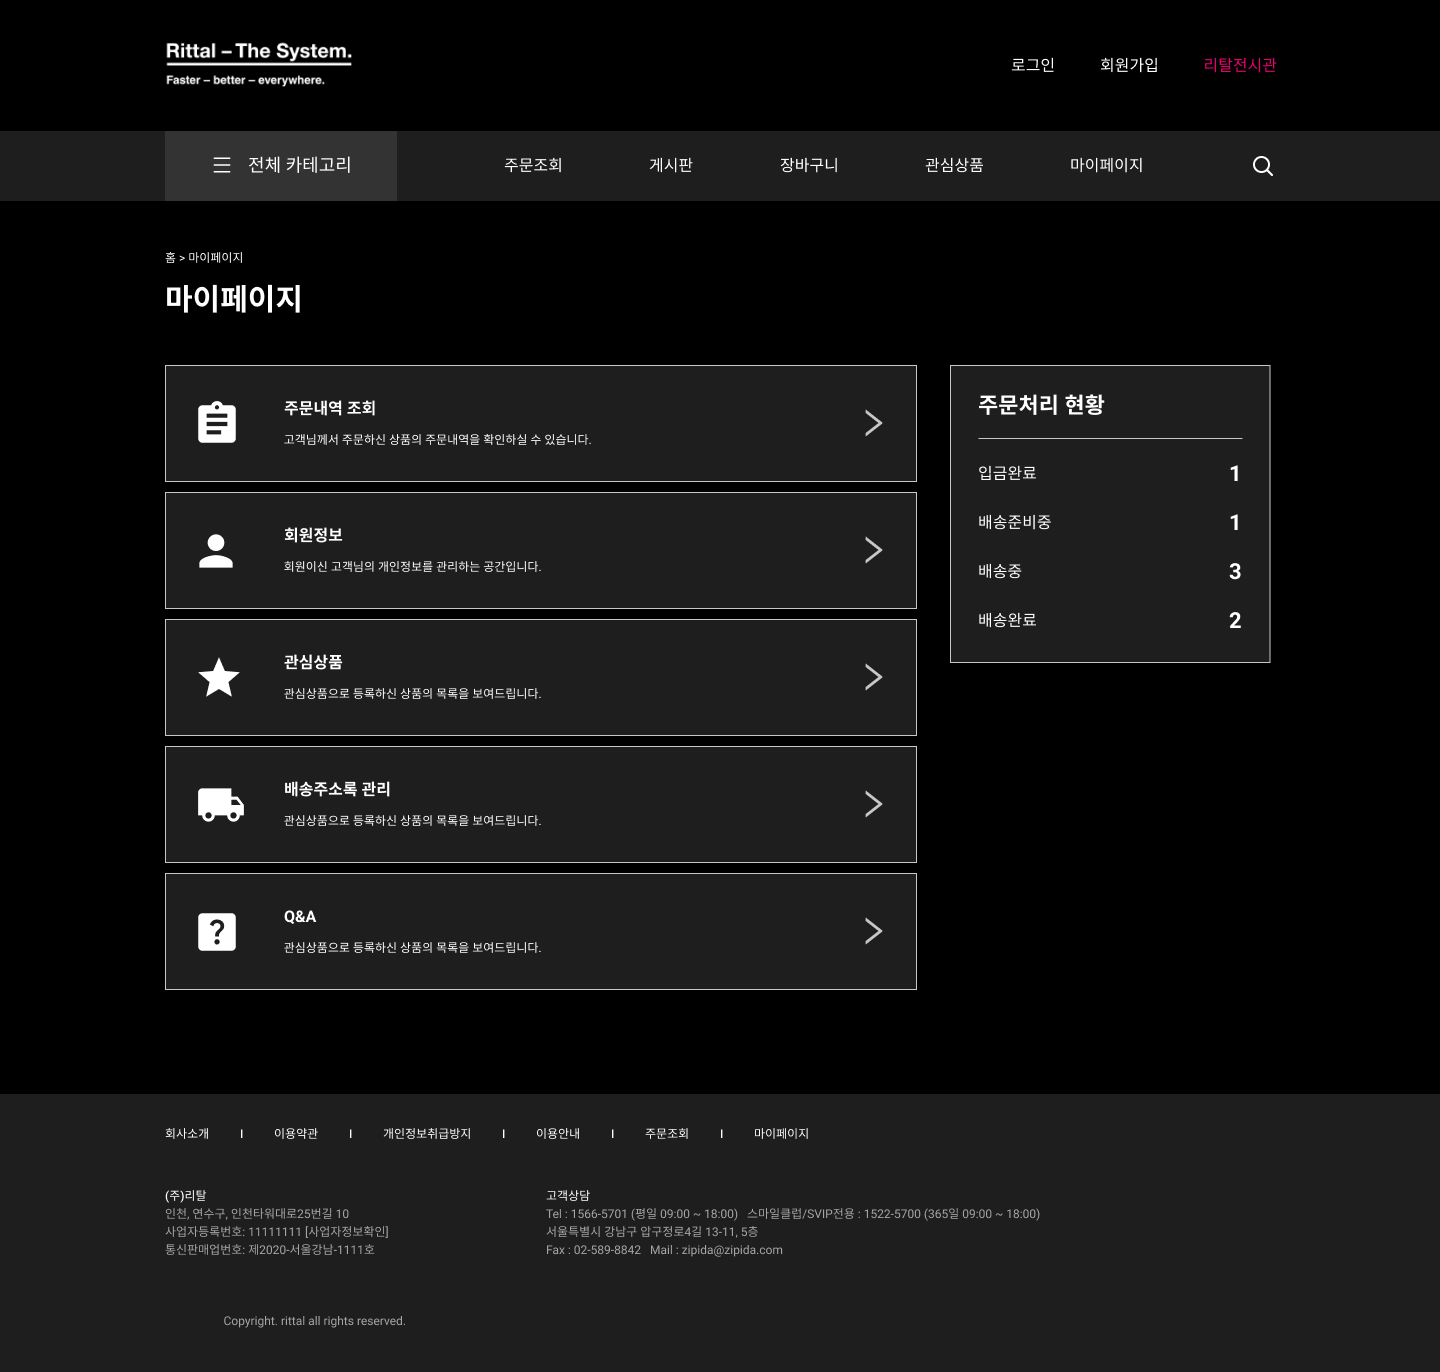 Rittal – The System.
Faster – better – everywhere.
로그인 회원가입 리탈전시관
전체 카테고리 주문조회 게시판 장바구니 관심상품 마이페이지
홈 > 마이페이지
마이페이지
주문내역 조회
고객님께서 주문하신 상품의 주문내역을 확인하실 수 있습니다.
회원정보
회원이신 고객님의 개인정보를 관리하는 공간입니다.
관심상품
관심상품으로 등록하신 상품의 목록을 보여드립니다.
배송주소록 관리
관심상품으로 등록하신 상품의 목록을 보여드립니다.
Q&A
관심상품으로 등록하신 상품의 목록을 보여드립니다.
주문처리 현황
입금완료 1
배송준비중 1
배송중 3
배송완료 2
회사소개 I 이용약관 I 개인정보취급방지 I 이용안내 I 주문조회 I 마이페이지
(주)리탈
인천, 연수구, 인천타워대로25번길 10
사업자등록번호: 11111111 [사업자정보확인]
통신판매업번호: 제2020-서울강남-1111호
고객상담
Tel : 1566-5701 (평일 09:00 ~ 18:00) 스마일클럽/SVIP전용 : 1522-5700 (365일 09:00 ~ 18:00)
서울특별시 강남구 압구정로4길 13-11, 5층
Fax : 02-589-8842 Mail : zipida@zipida.com
Copyright. rittal all rights reserved.